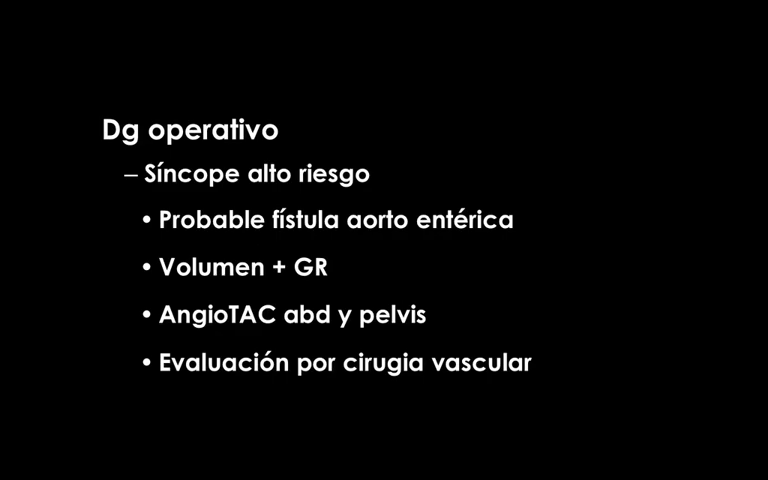 Dg operativo
– Síncope alto riesgo
• Probable fístula aorto entérica
• Volumen + GR
• AngioTAC abd y pelvis
• Evaluación por cirugia vascular